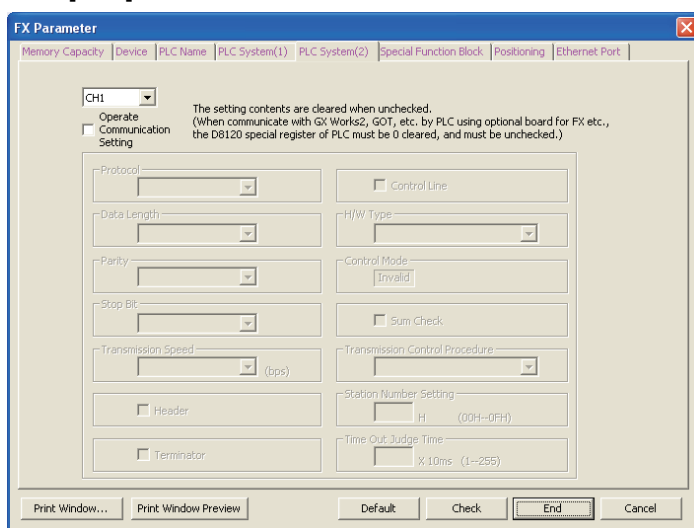 FX Parameter
Memory Capacity Device PLC Name PLC System(1) PLC System(2) Special Function Block Positioning Ethernet Port
CH1
Operate
Communication
Setting
The setting contents are cleared when unchecked.
(When communicate with GX Works2, GOT, etc. by PLC using optional board for FX etc.,
the D8120 special register of PLC must be 0 cleared, and must be unchecked.)
Protocol
Control Line
Data Length
H/W Type
Parity
Control Mode
Invalid
Stop Bit
Sum Check
Transmission Speed
(bps)
Transmission Control Procedure
Header
Station Number Setting
H (00H--0FH)
Terminator
Time Out Judge Time
X 10ms (1--255)
Print Window... Print Window Preview Default Check End Cancel